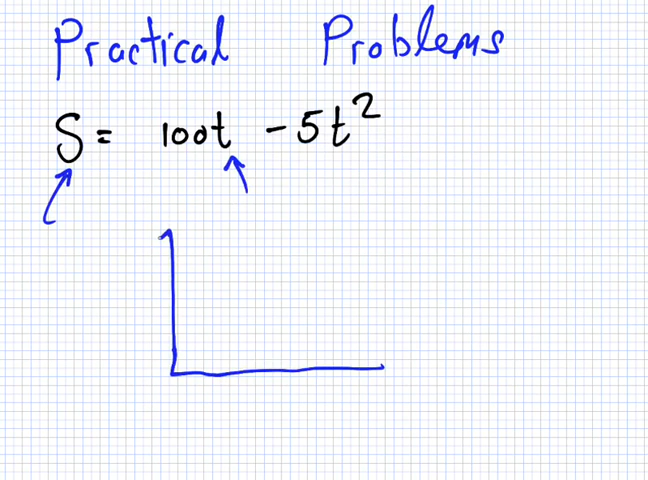 Practical Problems
S = 100t - 5t²